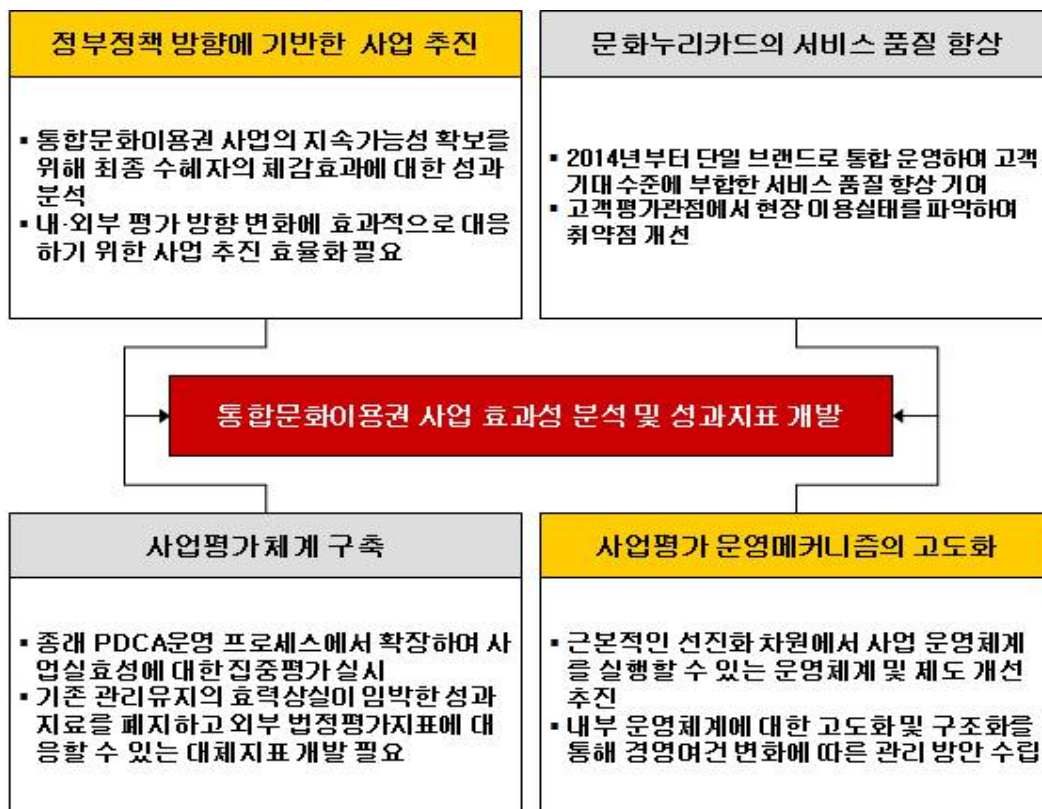 정부정책 방향에 기반한 사업 추진
▪ 통합문화이용권 사업의 지속가능성 확보를
위해 최종 수혜자의 체감효과에 대한 성과
분석
▪ 내·외부 평가 방향 변화에 효과적으로 대응
하기 위한 사업 추진 효율화 필요
문화누리카드의 서비스 품질 향상
▪ 2014년부터 단일 브랜드로 통합 운영하여 고객
기대 수준에 부합한 서비스 품질 향상 기여
▪ 고객평가관점에서 현장 이용실태를 파악하여
취약점 개선
통합문화이용권 사업 효과성 분석 및 성과지표 개발
사업평가체계 구축
▪ 종래 PDCA운영 프로세스에서 확장하여 사
업실효성에 대한 집중평가 실시
▪ 기존 관리유지의 효력상실이 임박한 성과
지료를 폐지하고 외부 법정평가지표에 대
응할 수 있는 대체지표 개발 필요
사업평가 운영메커니즘의 고도화
▪ 근본적인 선진화 차원에서 사업 운영체계
를 실행할 수 있는 운영체계 및 제도 개선
추진
▪ 내부 운영체계에 대한 고도화 및 구조화를
통해 경영여건 변화에 따른 관리 방안 수립